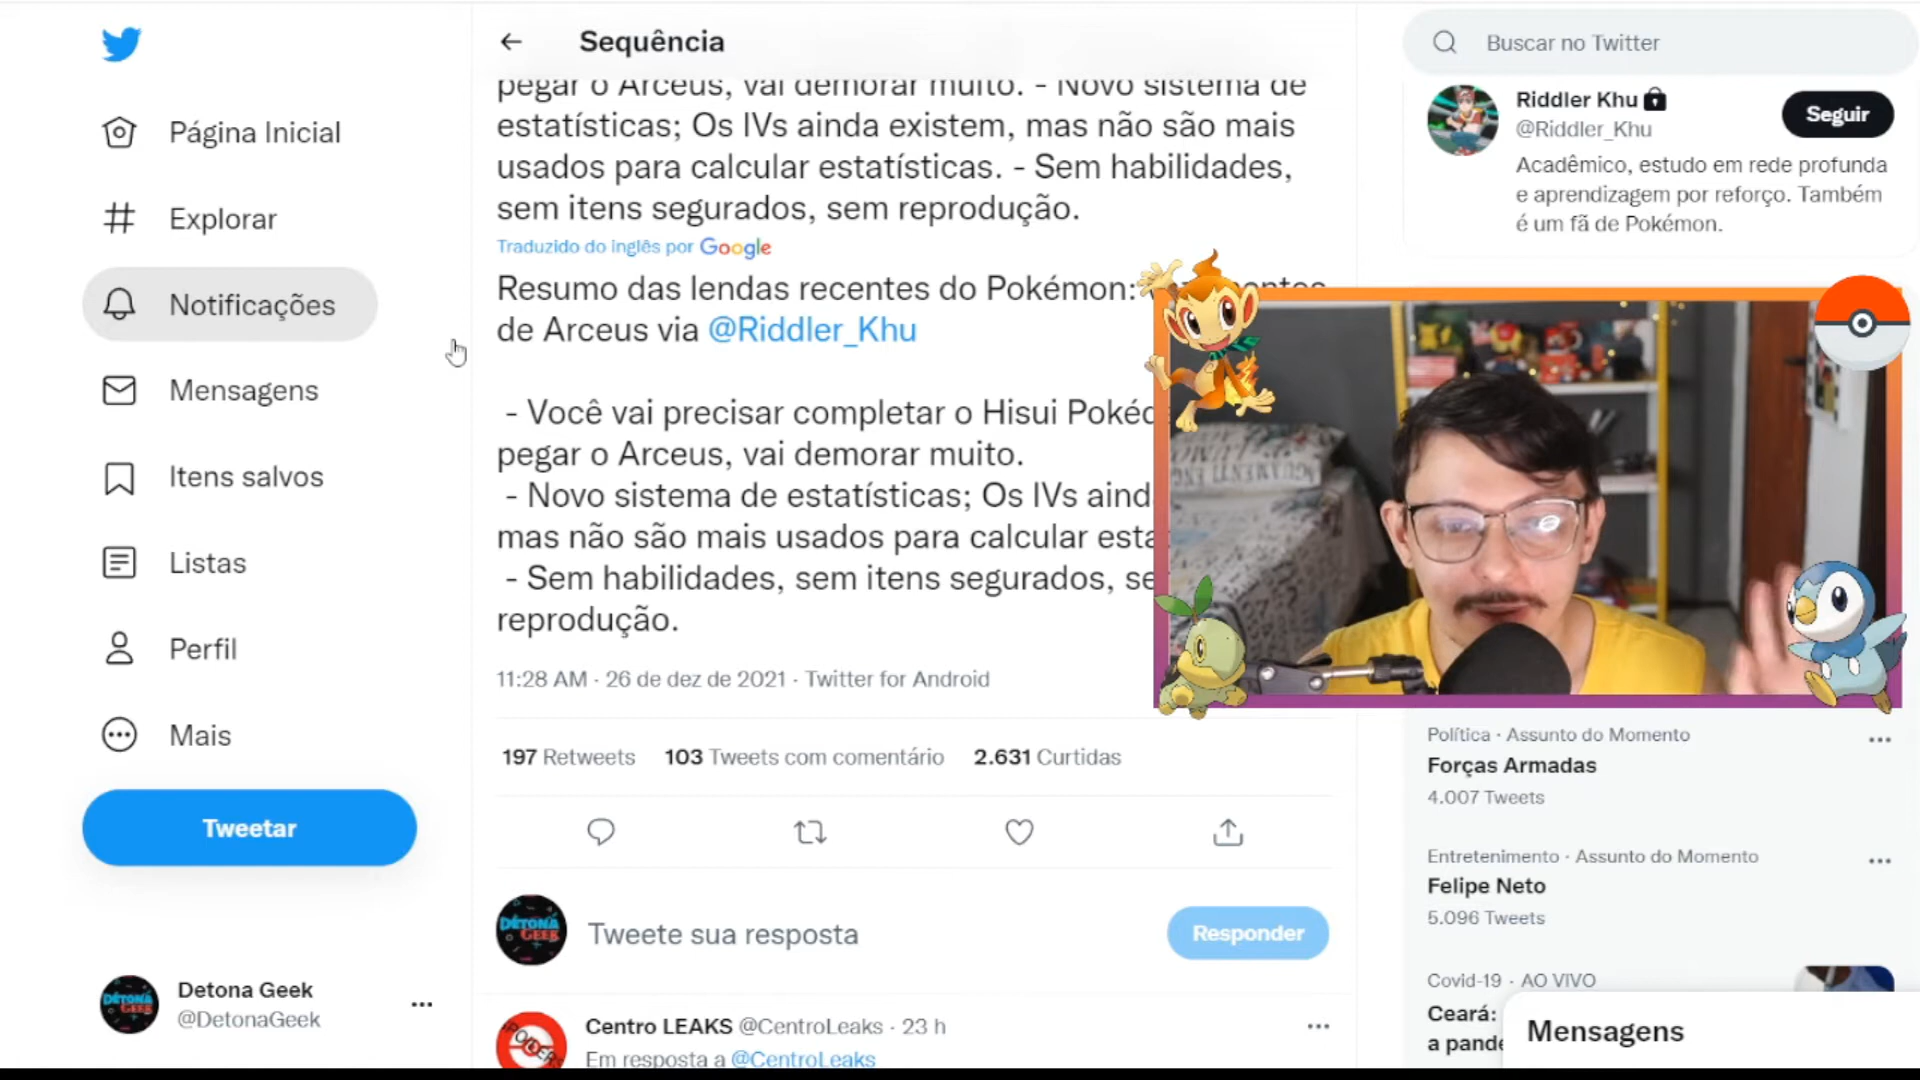 Sequência
Buscar no Twitter
Página Inicial
Explorar
Notificações
Mensagens
Itens salvos
Listas
Perfil
Mais
Tweetar
Detona Geek
@DetonaGeek
pegar o Arceus, vai demorar muito. - Novo sistema de
estatísticas; Os IVs ainda existem, mas não são mais
usados para calcular estatísticas. - Sem habilidades,
sem itens segurados, sem reprodução.
Traduzido do inglês por Google
Resumo das lendas recentes do Pokémon:
de Arceus via @Riddler_Khu
- Você vai precisar completar o Hisui
pegar o Arceus, vai demorar muito.
- Novo sistema de estatísticas; Os IVs
mas não são mais usados para calcular
- Sem habilidades, sem itens segurados,
reprodução.
11:28 AM · 26 de dez de 2021 · Twitter for Android
197 Retweets 103 Tweets com comentário 2.631 Curtidas
DETONA GEEK
Tweete sua resposta
Responder
Centro LEAKS @CentroLeaks · 23 h
Em resposta a @CentroLeaks
Riddler Khu
@Riddler_Khu
Seguir
Acadêmico, estudo em rede profunda
e aprendizagem por reforço. Também
é um fã de Pokémon.
Política · Assunto do Momento
Forças Armadas
4.007 Tweets
Entretenimento · Assunto do Momento
Felipe Neto
5.096 Tweets
Covid-19 · AO VIVO
Ceará:
a
Mensagens